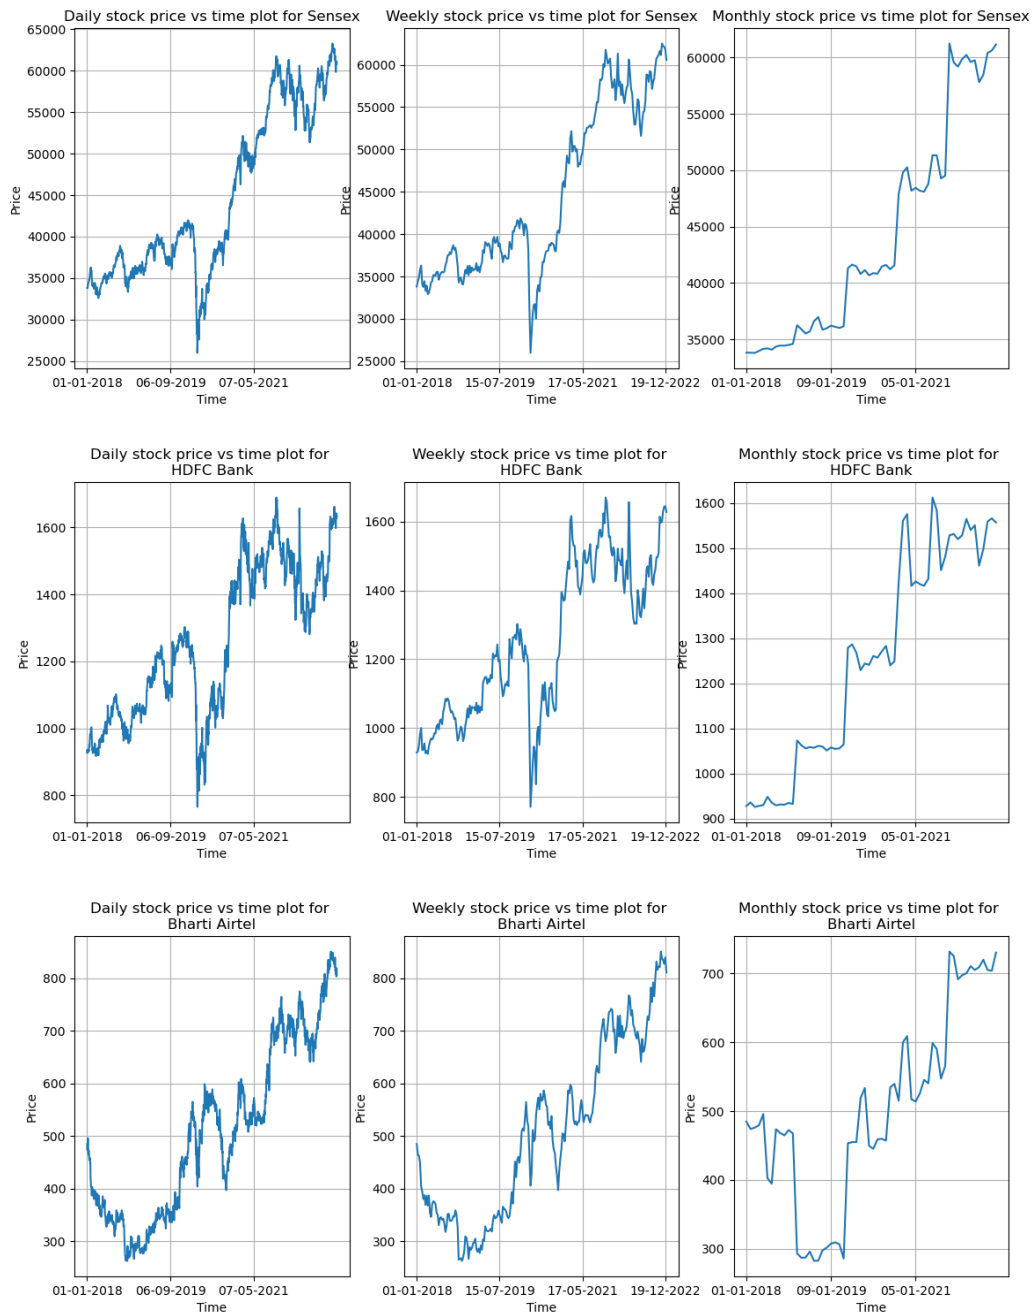 Daily stock price vs time plot for Sensex
65000
60000
55000
50000
45000
40000
35000
30000
25000
Price
01-01-2018 06-09-2019 07-05-2021
Time
Weekly stock price vs time plot for Sensex
60000
55000
50000
45000
40000
35000
30000
25000
Price
01-01-2018 15-07-2019 17-05-2021 19-12-2022
Time
Monthly stock price vs time plot for Sensex
60000
55000
50000
45000
40000
35000
Price
01-01-2018 09-01-2019 05-01-2021
Time
Daily stock price vs time plot for
HDFC Bank
1600
1400
1200
1000
800
Price
01-01-2018 06-09-2019 07-05-2021
Time
Weekly stock price vs time plot for
HDFC Bank
1600
1400
1200
1000
800
Price
01-01-2018 15-07-2019 17-05-2021 19-12-2022
Time
Monthly stock price vs time plot for
HDFC Bank
1600
1500
1400
1300
1200
1100
1000
900
Price
01-01-2018 09-01-2019 05-01-2021
Time
Daily stock price vs time plot for
Bharti Airtel
800
700
600
500
400
300
Price
01-01-2018 06-09-2019 07-05-2021
Time
Weekly stock price vs time plot for
Bharti Airtel
800
700
600
500
400
300
Price
01-01-2018 15-07-2019 17-05-2021 19-12-2022
Time
Monthly stock price vs time plot for
Bharti Airtel
700
600
500
400
300
Price
01-01-2018 09-01-2019 05-01-2021
Time